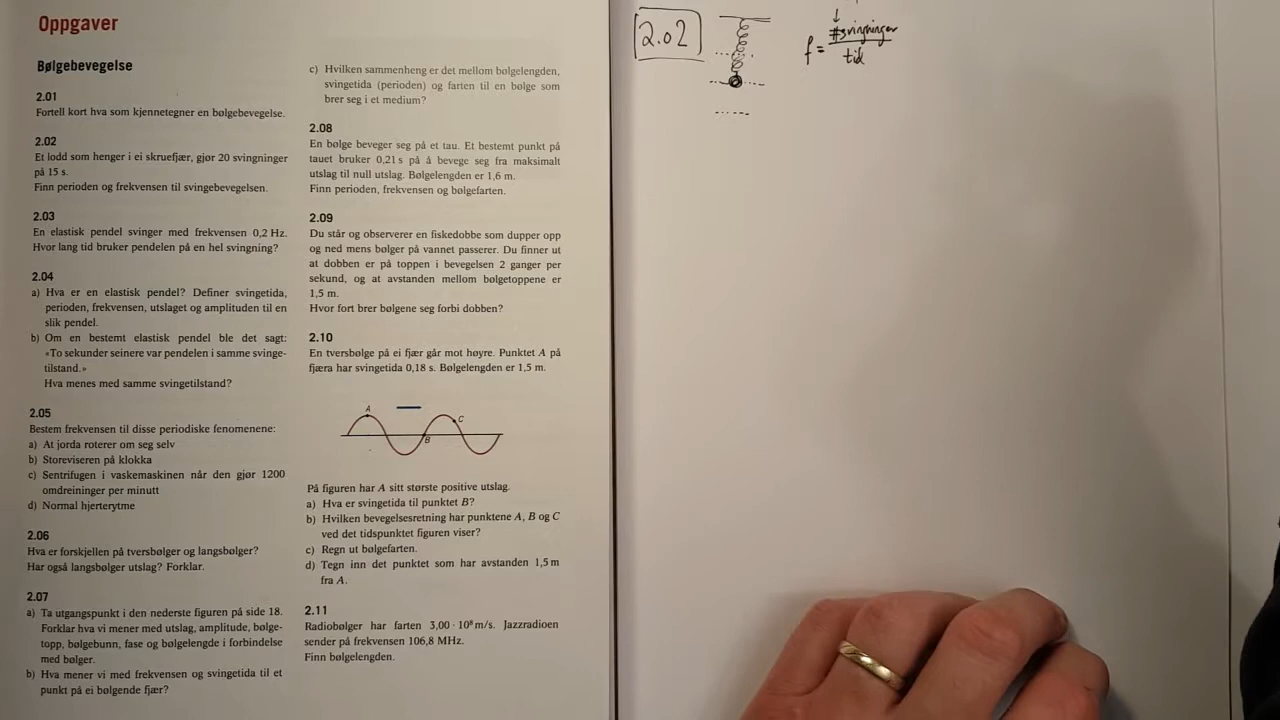 Oppgaver
Bølgebevegelse
2.01
Fortell kort hva som kjennetegner en bølgebevegelse.
2.02
Et lodd som henger i ei skruefjær, gjør 20 svingninger
på 15 s.
Finn perioden og frekvensen til svingebevegelsen.
2.03
En elastisk pendel svinger med frekvensen 0,2 Hz.
Hvor lang tid bruker pendelen på en hel svingning?
2.04
a) Hva er en elastisk pendel? Definer svingetida,
perioden, frekvensen, utslaget og amplituden til en
slik pendel.
b) Om en bestemt elastisk pendel ble det sagt:
«To sekunder seinere var pendelen i samme svinge-
tilstand.»
Hva menes med samme svingetilstand?
2.05
Bestem frekvensen til disse periodiske fenomenene:
a) At jorda roterer om seg selv
b) Storeviseren på klokka
c) Sentrifugen i vaskemaskinen når den gjør 1200
omdreininger per minutt
d) Normal hjerterytme
2.06
Hva er forskjellen på tversbølger og langsbølger?
Har også langsbølger utslag? Forklar.
2.07
a) Ta utgangspunkt i den nederste figuren på side 18.
Forklar hva vi mener med utslag, amplitude, bølge-
topp, bølgebunn, fase og bølgelengde i forbindelse
med bølger.
b) Hva mener vi med frekvensen og svingetida til et
punkt på ei bølgende fjær?
c) Hvilken sammenheng er det mellom bølgelengden,
svingetida (perioden) og farten til en bølge som
brer seg i et medium?
2.08
En bølge beveger seg på et tau. Et bestemt punkt på
tauet bruker 0,21 s på å bevege seg fra maksimalt
utslag til null utslag. Bølgelengden er 1,6 m.
Finn perioden, frekvensen og bølgefarten.
2.09
Du står og observerer en fiskedobbe som dupper opp
og ned mens bølger på vannet passerer. Du finner ut
at dobben er på toppen i bevegelsen 2 ganger per
sekund, og at avstanden mellom bølgetoppene er
1,5 m.
Hvor fort brer bølgene seg forbi dobben?
2.10
En tversbølge på ei fjær går mot høyre. Punktet A på
fjæra har svingetida 0,18 s. Bølgelengden er 1,5 m.
A
C
B
På figuren har A sitt største positive utslag.
a) Hva er svingetida til punktet B?
b) Hvilken bevegelsesretning har punktene A, B og C
ved det tidspunktet figuren viser?
c) Regn ut bølgefarten.
d) Tegn inn det punktet som har avstanden 1,5 m
fra A.
2.11
Radiobølger har farten 3,00 · 10⁸ m/s. Jazzradioen
sender på frekvensen 106,8 MHz.
Finn bølgelengden.
2.02
#svingninger
f =
tid